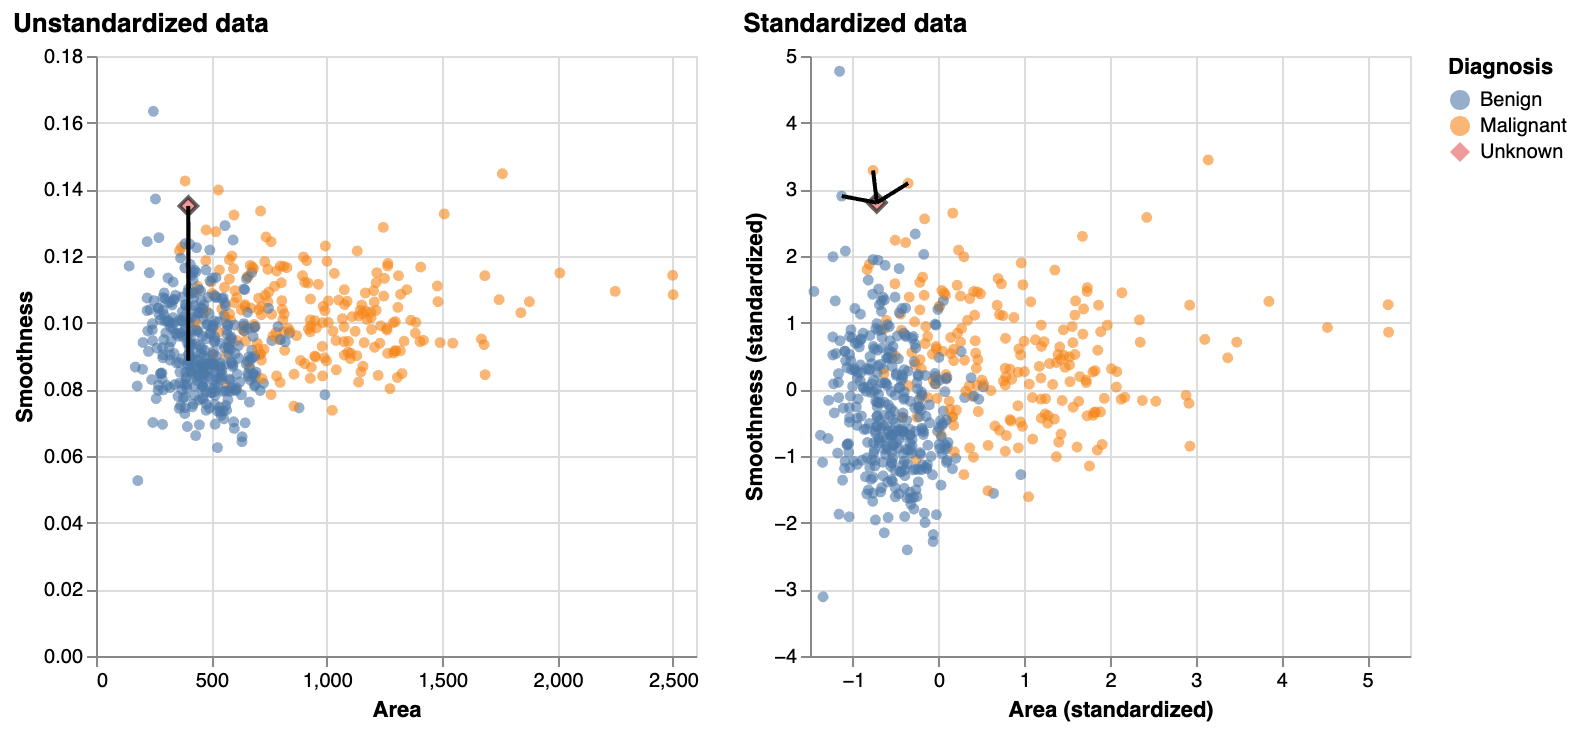 Unstandardized data
0.18
0.16
0.14
0.12
0.10
0.08
0.06
0.04
0.02
0.00
Smoothness
0 500 1,000 1,500 2,000 2,500
Area
Standardized data
5
4
3
2
1
0
−1
−2
−3
−4
Smoothness (standardized)
−1 0 1 2 3 4 5
Area (standardized)
Diagnosis
Benign
Malignant
Unknown